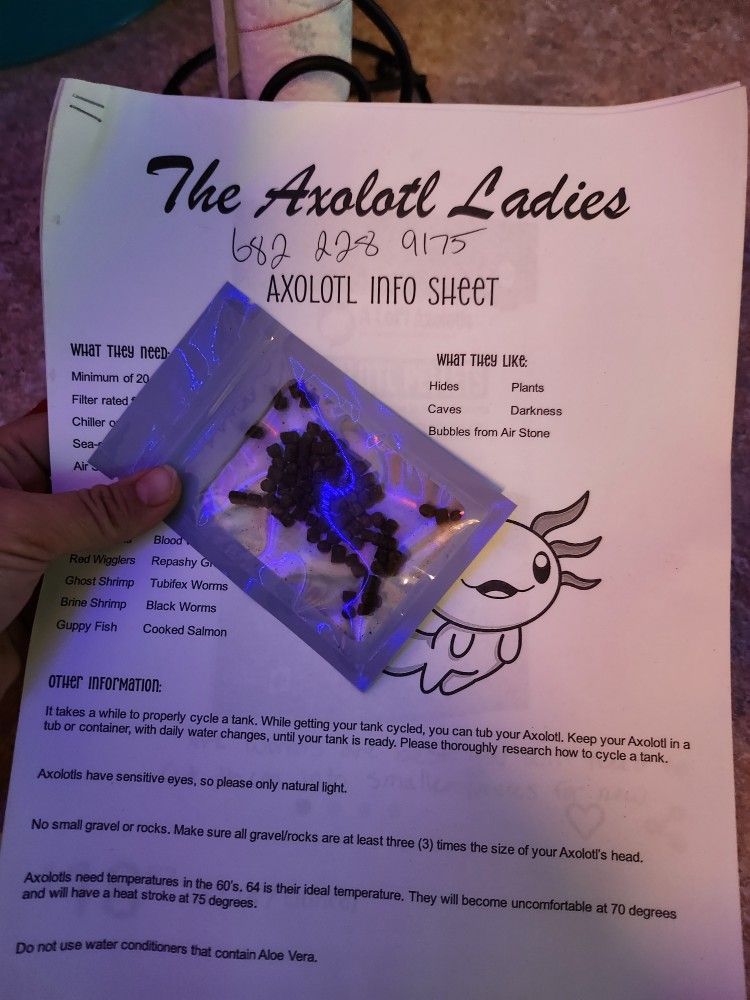 The Axolotl Ladies
682 228 9175
AXOLOTL INFO SHEET
WHAT THEY NEED:
Minimum of 20
Filter rated
Chiller
Air
Blood
Red Wigglers Repashy
Ghost Shrimp Tubifex Worms
Brine Shrimp Black Worms
Guppy Fish Cooked Salmon
WHAT THEY LIKE:
Hides Plants
Caves Darkness
Bubbles from Air Stone
OTHER INFORMATION:
It takes a while to properly cycle a tank. While getting your tank cycled, you can tub your Axolotl. Keep your Axolotl in a
tub or container, with daily water changes, until your tank is ready. Please thoroughly research how to cycle a tank.
Axolotls have sensitive eyes, so please only natural light.
No small gravel or rocks. Make sure all gravel/rocks are at least three (3) times the size of your Axolotl's head.
Axolotls need temperatures in the 60's. 64 is their ideal temperature. They will become uncomfortable at 70 degrees
and will have a heat stroke at 75 degrees.
Do not use water conditioners that contain Aloe Vera.